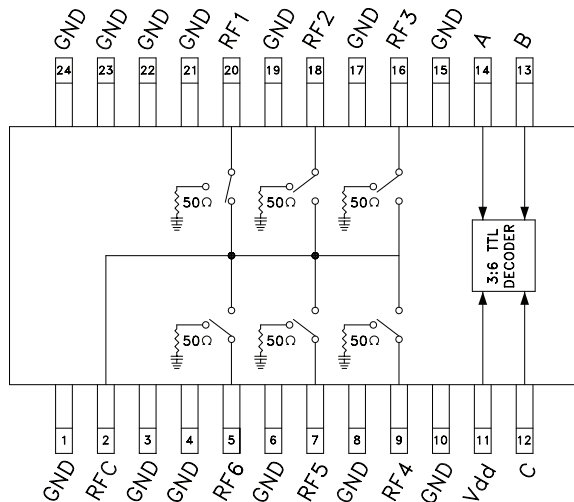 GND GND GND GND RF1 GND RF2 GND RF3 GND A B
24 23 22 21 20 19 18 17 16 15 14 13
50Ω 50Ω 50Ω
3:6 TTL
DECODER
50Ω 50Ω 50Ω
1 2 3 4 5 6 7 8 9 10 11 12
GND RFC GND GND RF6 GND RF5 GND RF4 GND Vdd C